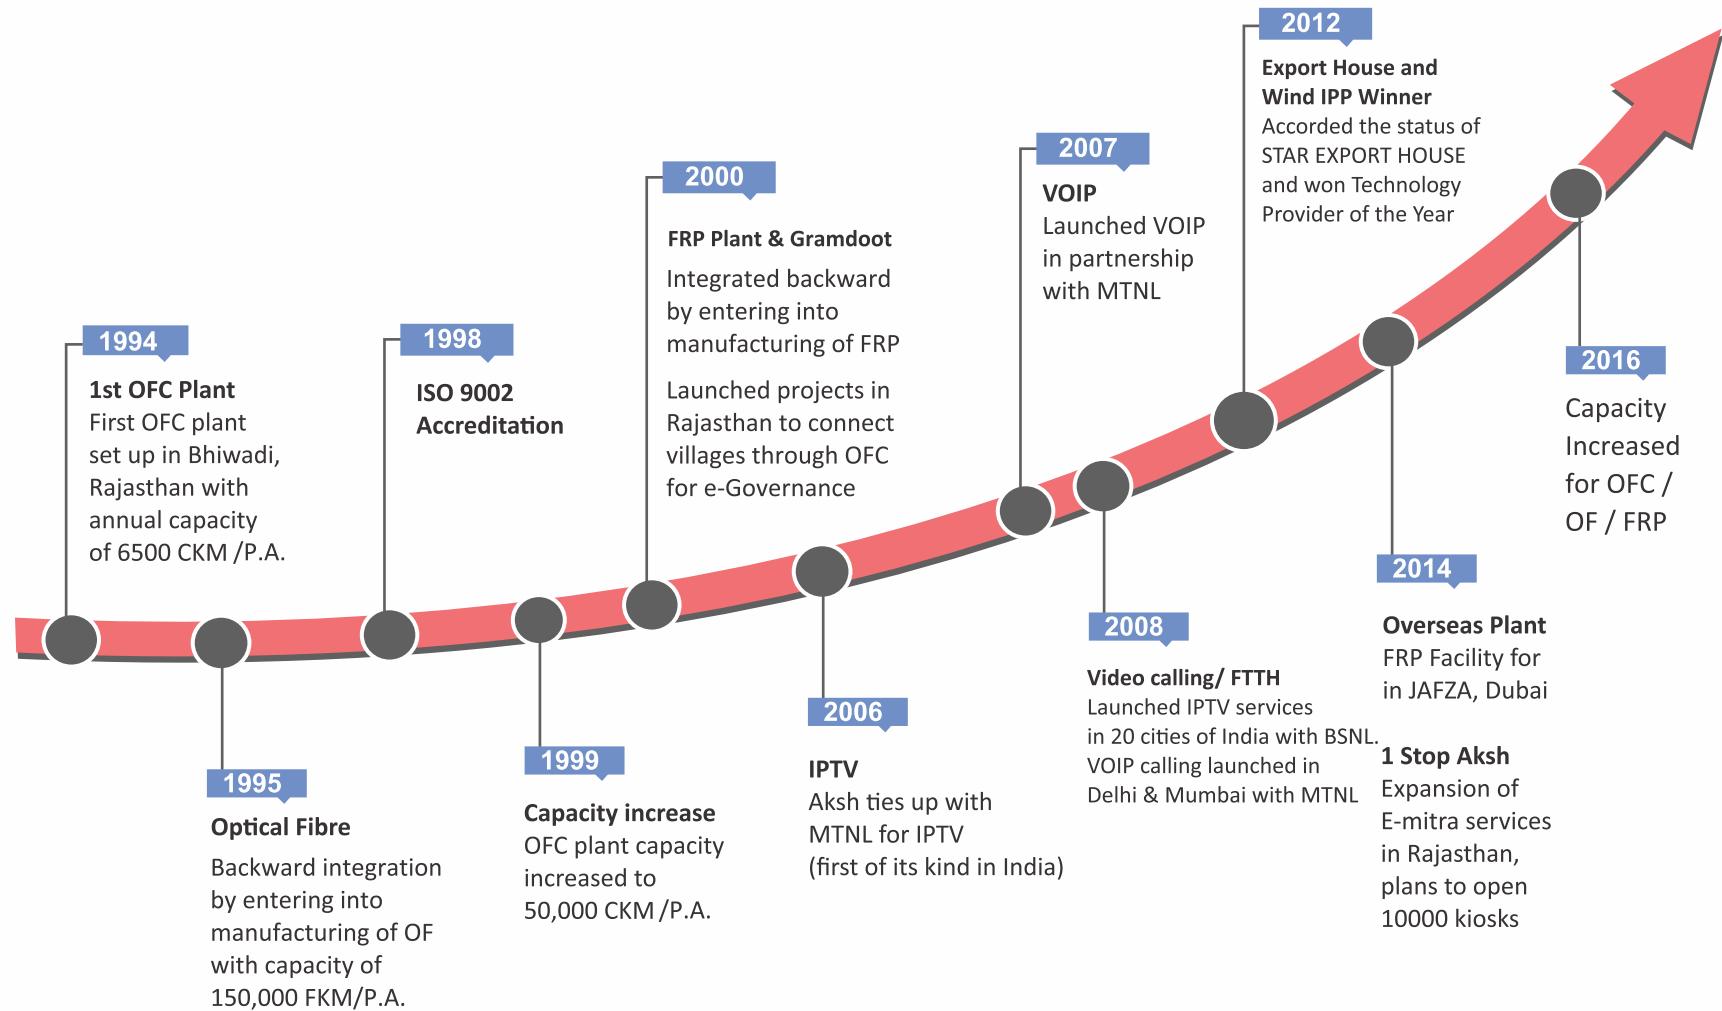 1994
1st OFC Plant
First OFC plant
set up in Bhiwadi,
Rajasthan with
annual capacity
of 6500 CKM /P.A.
1995
Optical Fibre
Backward integration
by entering into
manufacturing of OF
with capacity of
150,000 FKM/P.A.
1998
ISO 9002
Accreditation
1999
Capacity increase
OFC plant capacity
increased to
50,000 CKM /P.A.
2000
FRP Plant & Gramdoot
Integrated backward
by entering into
manufacturing of FRP
Launched projects in
Rajasthan to connect
villages through OFC
for e-Governance
2006
IPTV
Aksh ties up with
MTNL for IPTV
(first of its kind in India)
2007
VOIP
Launched VOIP
in partnership
with MTNL
2008
Video calling/ FTTH
Launched IPTV services
in 20 cities of India with BSNL.
VOIP calling launched in
Delhi & Mumbai with MTNL
2012
Export House and
Wind IPP Winner
Accorded the status of
STAR EXPORT HOUSE
and won Technology
Provider of the Year
2014
Overseas Plant
FRP Facility for
in JAFZA, Dubai
1 Stop Aksh
Expansion of
E-mitra services
in Rajasthan,
plans to open
10000 kiosks
2016
Capacity
Increased
for OFC /
OF / FRP